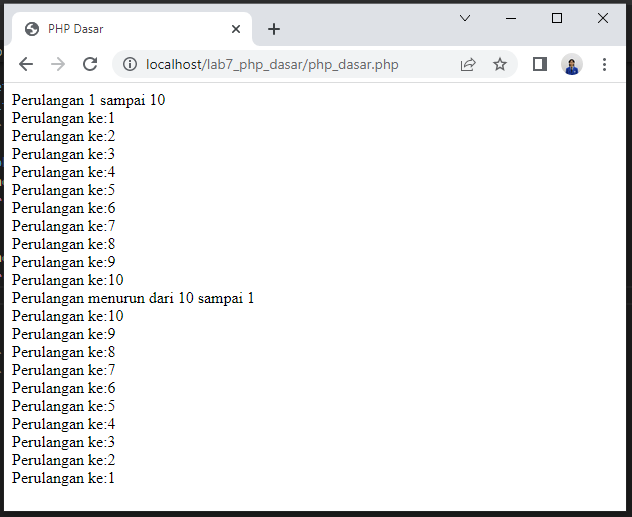 PHP Dasar
localhost/lab7_php_dasar/php_dasar.php
Perulangan 1 sampai 10
Perulangan ke:1
Perulangan ke:2
Perulangan ke:3
Perulangan ke:4
Perulangan ke:5
Perulangan ke:6
Perulangan ke:7
Perulangan ke:8
Perulangan ke:9
Perulangan ke:10
Perulangan menurun dari 10 sampai 1
Perulangan ke:10
Perulangan ke:9
Perulangan ke:8
Perulangan ke:7
Perulangan ke:6
Perulangan ke:5
Perulangan ke:4
Perulangan ke:3
Perulangan ke:2
Perulangan ke:1